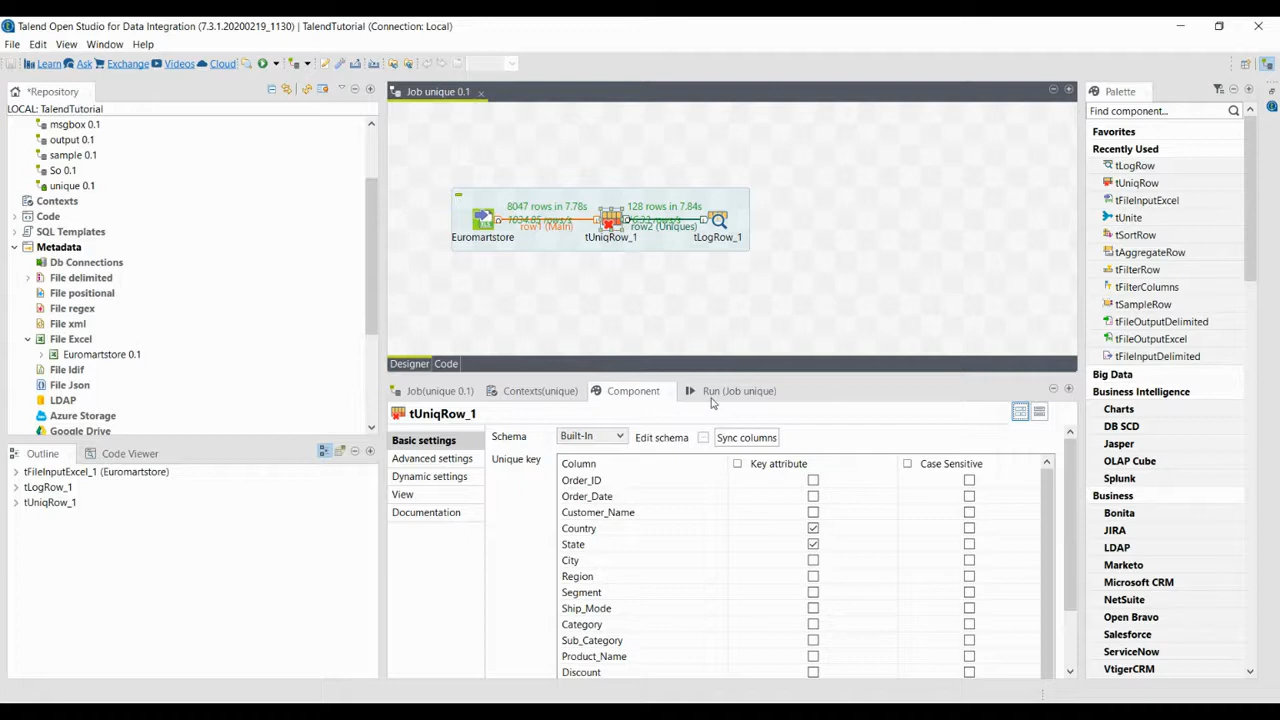 Talend Open Studio for Data Integration (7.3.1.20200219_1130) | TalendTutorial (Connection: Local)
File Edit View Window Help
Learn Ask Exchange Videos Cloud
*Repository
LOCAL: TalendTutorial
msgbox 0.1
output 0.1
sample 0.1
So 0.1
unique 0.1
Contexts
Code
SQL Templates
Metadata
Db Connections
File delimited
File positional
File regex
File xml
File Excel
Euromartstore 0.1
File ldif
File Json
LDAP
Azure Storage
Google Drive
Outline Code Viewer
tFileInputExcel_1 (Euromartstore)
tLogRow_1
tUniqRow_1
Job unique 0.1
8047 rows in 7.78s 128 rows in 7.84s
1034.85 rows/s
row1 (Main) row2 (Uniques)
Euromartstore tUniqRow_1 tLogRow_1
Designer Code
Job(unique 0.1) Contexts(unique) Component Run (Job unique)
tUniqRow_1
Basic settings
Advanced settings
Dynamic settings
View
Documentation
Schema Built-In Edit schema Sync columns
Unique key
Column Key attribute Case Sensitive
Order_ID
Order_Date
Customer_Name
Country
State
City
Region
Segment
Ship_Mode
Category
Sub_Category
Product_Name
Discount
Palette
Find component...
Favorites
Recently Used
tLogRow
tUniqRow
tFileInputExcel
tUnite
tSortRow
tAggregateRow
tFilterRow
tFilterColumns
tSampleRow
tFileOutputDelimited
tFileOutputExcel
tFileInputDelimited
Big Data
Business Intelligence
Charts
DB SCD
Jasper
OLAP Cube
Splunk
Business
Bonita
JIRA
LDAP
Marketo
Microsoft CRM
NetSuite
Open Bravo
Salesforce
ServiceNow
VtigerCRM